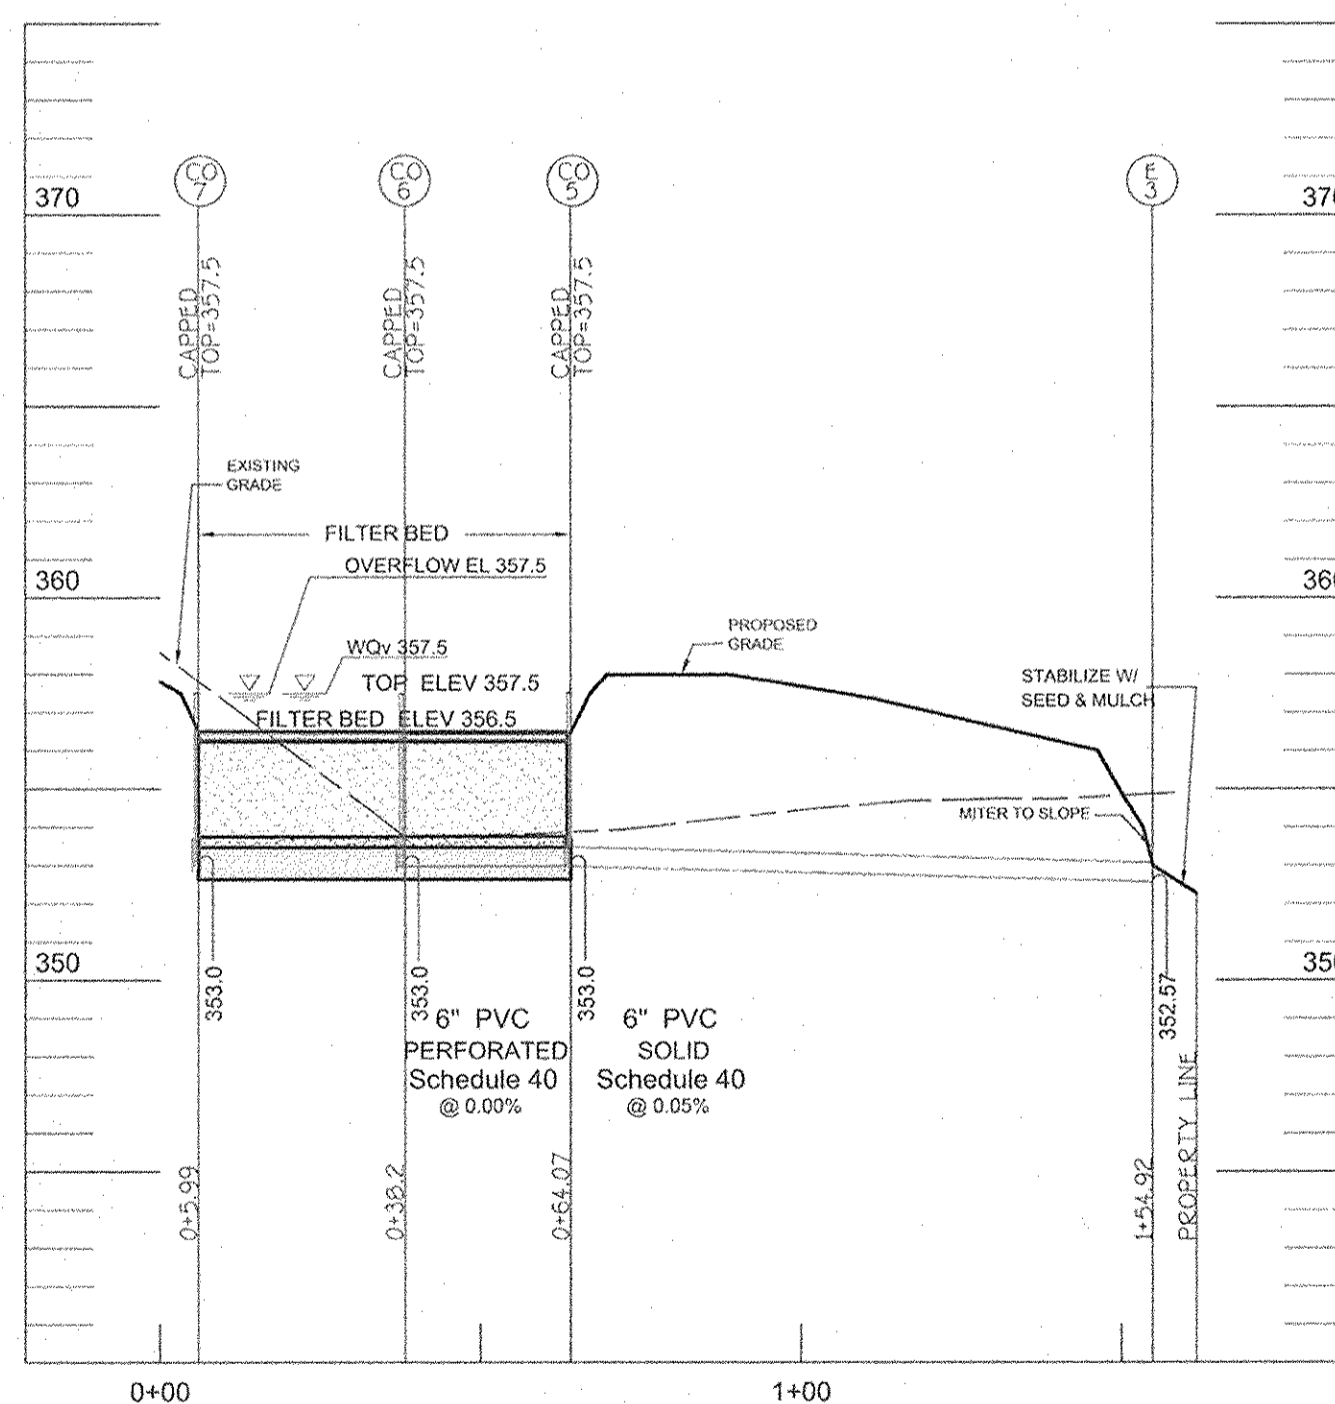 CO
7
CO
6
CO
5
E
3
370
370
CAPPED
TOP=357.5
CAPPED
TOP=357.5
CAPPED
TOP=357.5
EXISTING
GRADE
FILTER BED
OVERFLOW EL 357.5
360
360
WQv 357.5
PROPOSED
GRADE
TOP ELEV 357.5
STABILIZE W/
SEED & MULCH
FILTER BED ELEV 356.5
MITER TO SLOPE
350
350
353.0
353.0
353.0
352.57
6" PVC
PERFORATED
Schedule 40
@ 0.00%
6" PVC
SOLID
Schedule 40
@ 0.05%
0+5.99
0+38.2
0+64.07
1+54.92
PROPERTY LINE
0+00
1+00